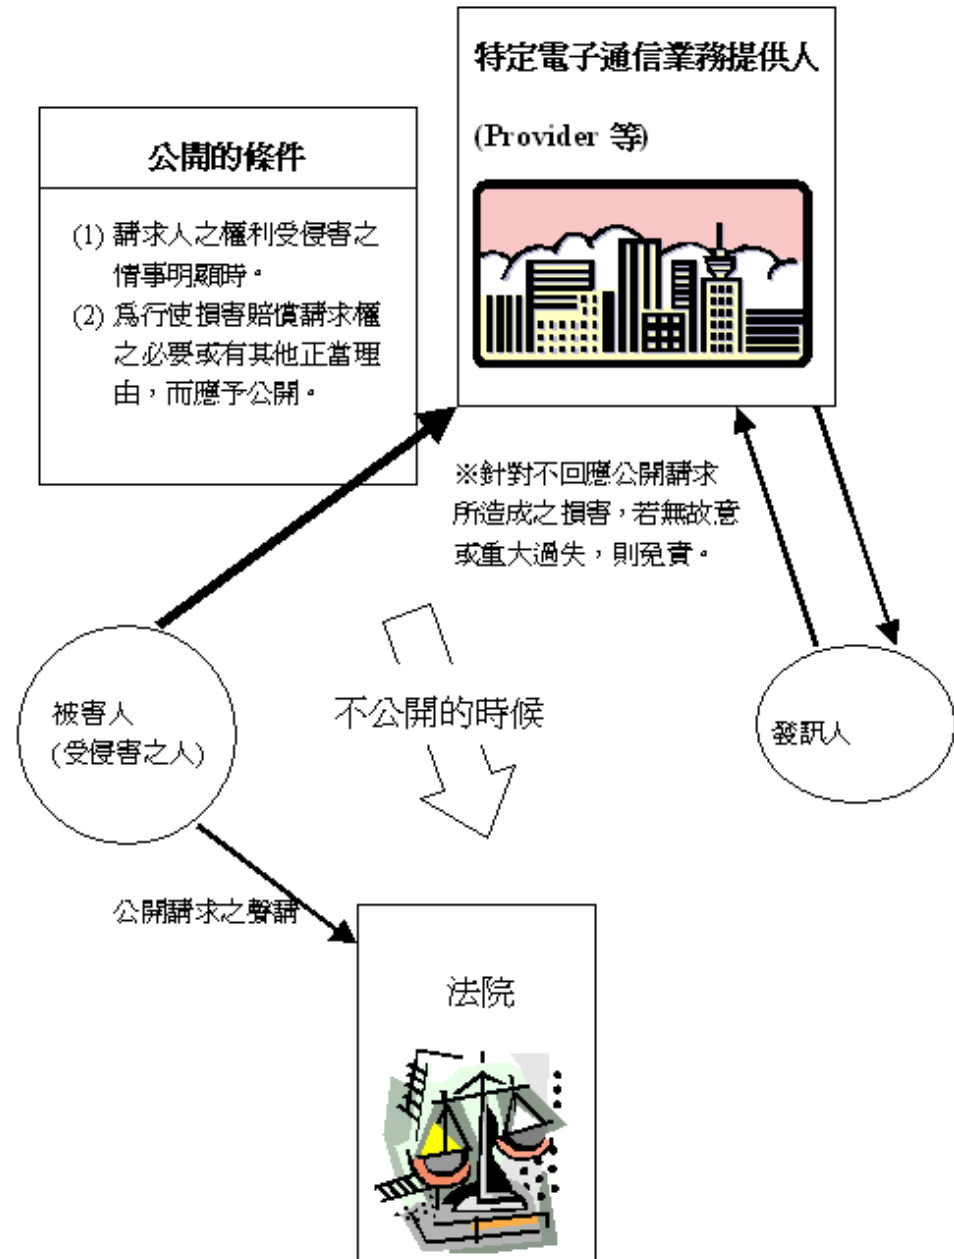 特定電子通信業務提供人
(Provider 等)
公開的條件
(1) 請求人之權利受侵害之
情事明顯時。
(2) 爲行使損害賠償請求權
之必要或有其他正當理
由，而應予公開。
※針對不回應公開請求
所造成之損害，若無故意
或重大過失，則免責。
不公開的時候
被害人
(受侵害之人)
發訊人
公開請求之聲請
法院